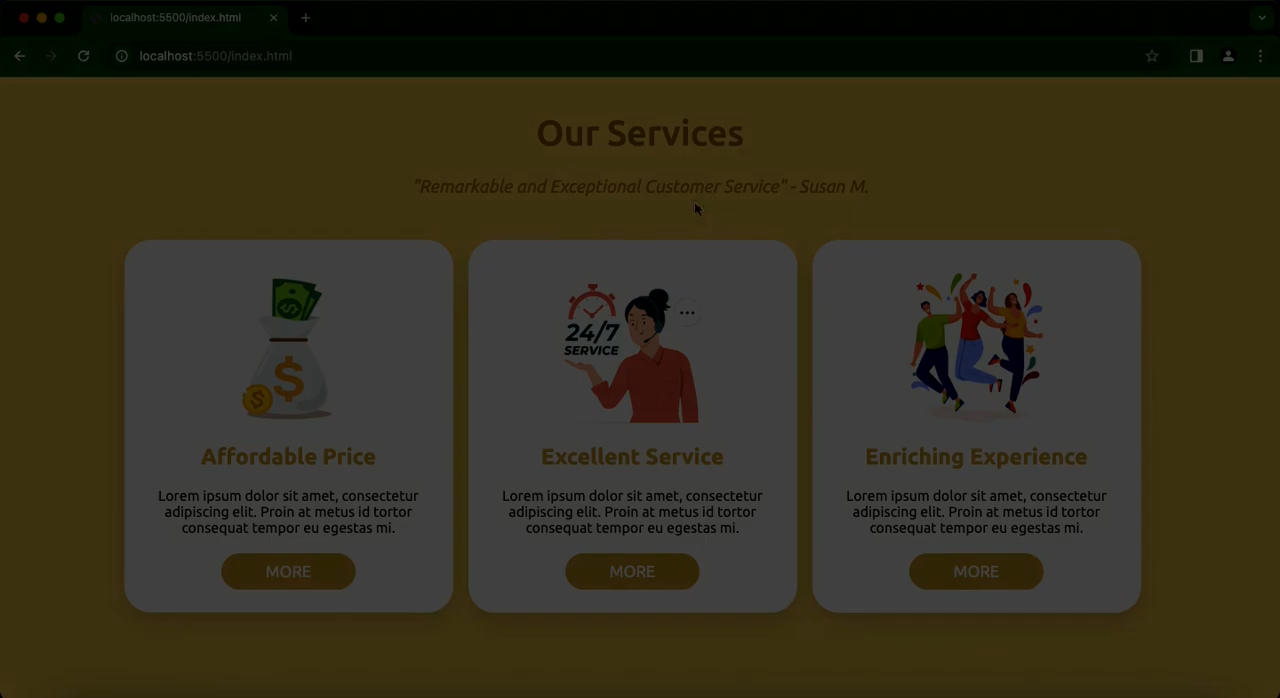 localhost:5500/index.html
localhost:5500/index.html
Our Services
"Remarkable and Exceptional Customer Service" - Susan M.
24/7
SERVICE
Affordable Price
Lorem ipsum dolor sit amet, consectetur
adipiscing elit. Proin at metus id tortor
consequat tempor eu egestas mi.
MORE
Excellent Service
Lorem ipsum dolor sit amet, consectetur
adipiscing elit. Proin at metus id tortor
consequat tempor eu egestas mi.
MORE
Enriching Experience
Lorem ipsum dolor sit amet, consectetur
adipiscing elit. Proin at metus id tortor
consequat tempor eu egestas mi.
MORE